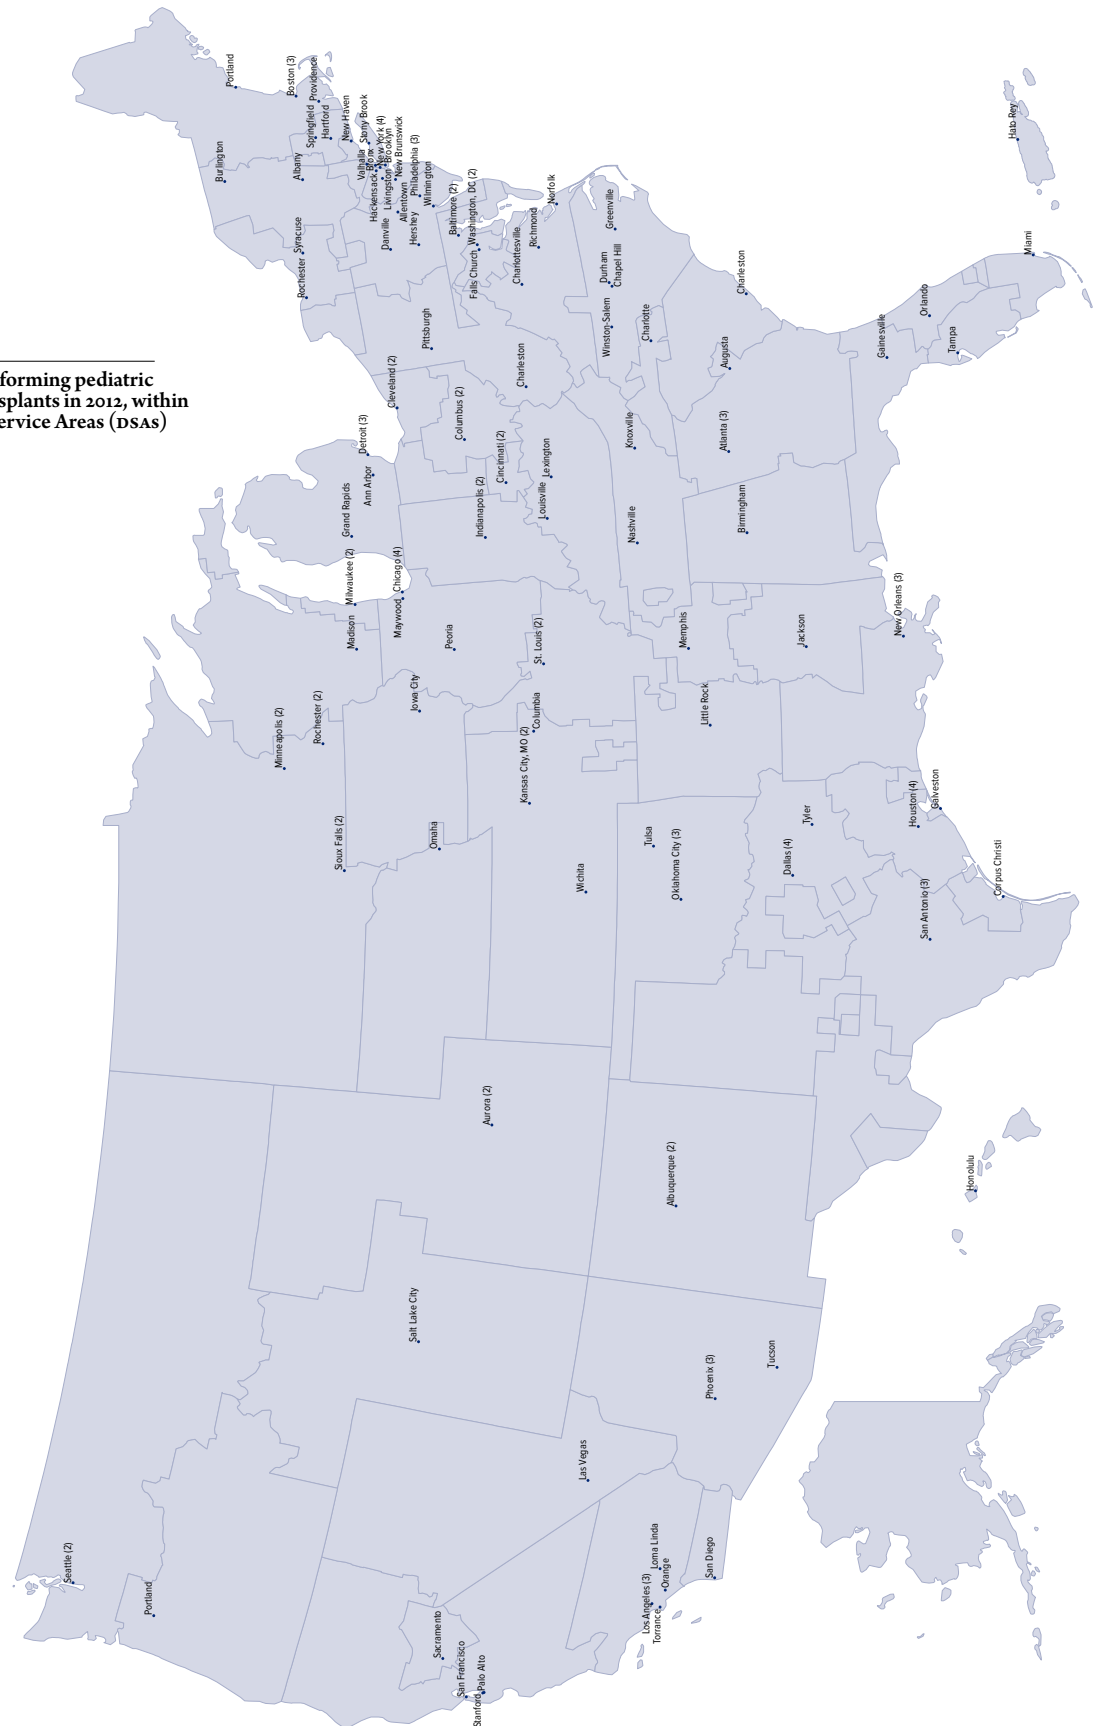 forming pediatric
splants in 2012, within
ervice Areas (DSAs)
Portland
Boston (3)
Providence
Springfield
Hartford
New Haven
Stony Brook
Burlington
Albany
Valhalla
Bronx
New York (4)
Brooklyn
Hackensack
Livingston
New Brunswick
Allentown
Philadelphia (3)
Wilmington
Syracuse
Rochester
Danville
Hershey
Baltimore (2)
Washington, DC (2)
Falls Church
Charlottesville
Richmond
Norfolk
Pittsburgh
Greenville
Durham
Chapel Hill
Winston-Salem
Charlotte
Charleston
Charleston
Cleveland (2)
Columbus (2)
Cincinnati (2)
Detroit (3)
Ann Arbor
Grand Rapids
Indianapolis (2)
Louisville
Lexington
Knoxville
Nashville
Augusta
Atlanta (3)
Birmingham
Gainesville
Orlando
Tampa
Miami
Hato Rey
Milwaukee (2)
Madison
Chicago (4)
Maywood
Peoria
St. Louis (2)
Memphis
Jackson
New Orleans (3)
Minneapolis (2)
Rochester (2)
Iowa City
Columbia
Kansas City, MO (2)
Little Rock
Sioux Falls (2)
Omaha
Wichita
Tulsa
Oklahoma City (3)
Tyler
Dallas (4)
Houston (4)
Galveston
San Antonio (3)
Corpus Christi
Aurora (2)
Albuquerque (2)
Honolulu
Salt Lake City
Phoenix (3)
Tucson
Las Vegas
Seattle (2)
Portland
Loma Linda
Orange
Los Angeles (3)
Torrance
San Diego
Sacramento
San Francisco
Palo Alto
Stanford